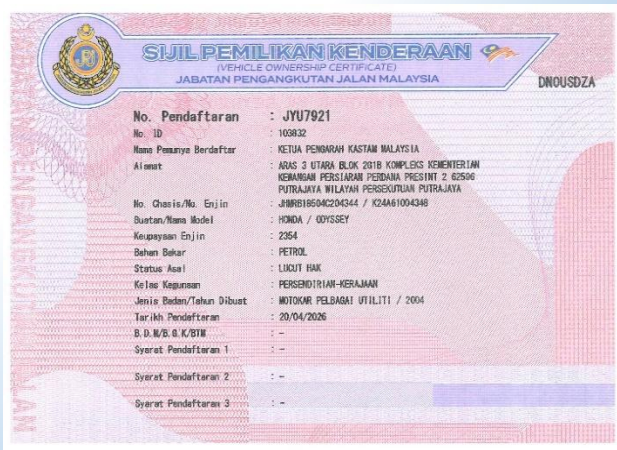 SIJIL PEMILIKAN KENDERAAN
(VEHICLE OWNERSHIP CERTIFICATE)
JABATAN PENGANGKUTAN JALAN MALAYSIA
DNOUSDZA
No. Pendaftaran : JYU7921
No. ID : 103832
Nama Pemunya Berdaftar : KETUA PENGARAH KASTAM MALAYSIA
Alamat : ARAS 3 UTARA BLOK 201B KOMPLEKS KEMENTERIAN
KEWANGAN PERSIARAN PERDANA PRESINT 2 62596
PUTRAJAYA WILAYAH PERSEKUTUAN PUTRAJAYA
No. Chasis/No. Enjin : JHMRB18504C204344 / K24A61004348
Buatan/Nama Model : HONDA / ODYSSEY
Keupayaan Enjin : 2354
Bahan Bakar : PETROL
Status Asal : LUCUT HAK
Kelas Kegunaan : PERSENDIRIAN-KERAJAAN
Jenis Badan/Tahun Dibuat : MOTOKAR PELBAGAI UTILITI / 2004
Tarikh Pendaftaran : 20/04/2026
B.D.M/B.G.K/BTM : -
Syarat Pendaftaran 1 : -
Syarat Pendaftaran 2 : -
Syarat Pendaftaran 3 : -